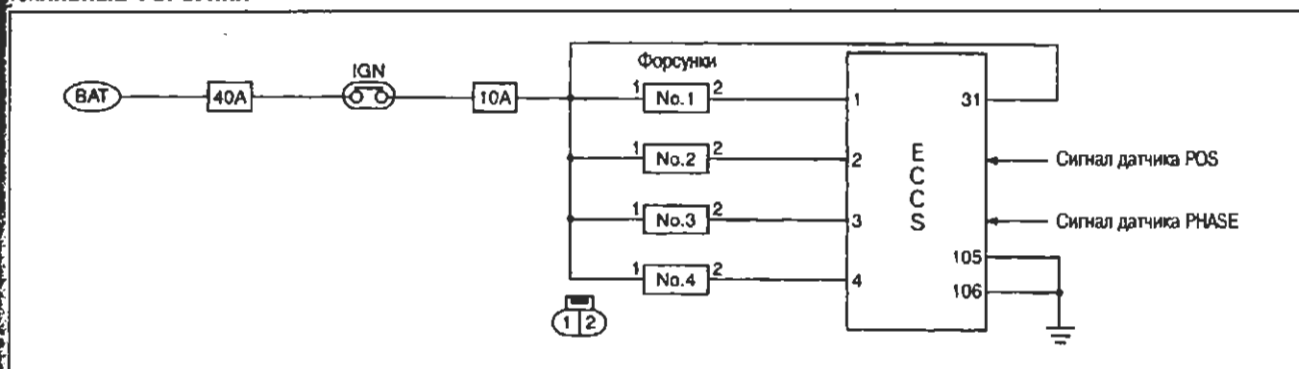 IGN
BAT
40A
10A
Форсунки
1 No.1 2
1 No.2 2
1 No.3 2
1 No.4 2
1 2
1
2
3
4
E
C
C
S
31
105
106
Сигнал датчика POS
Сигнал датчика PHASE